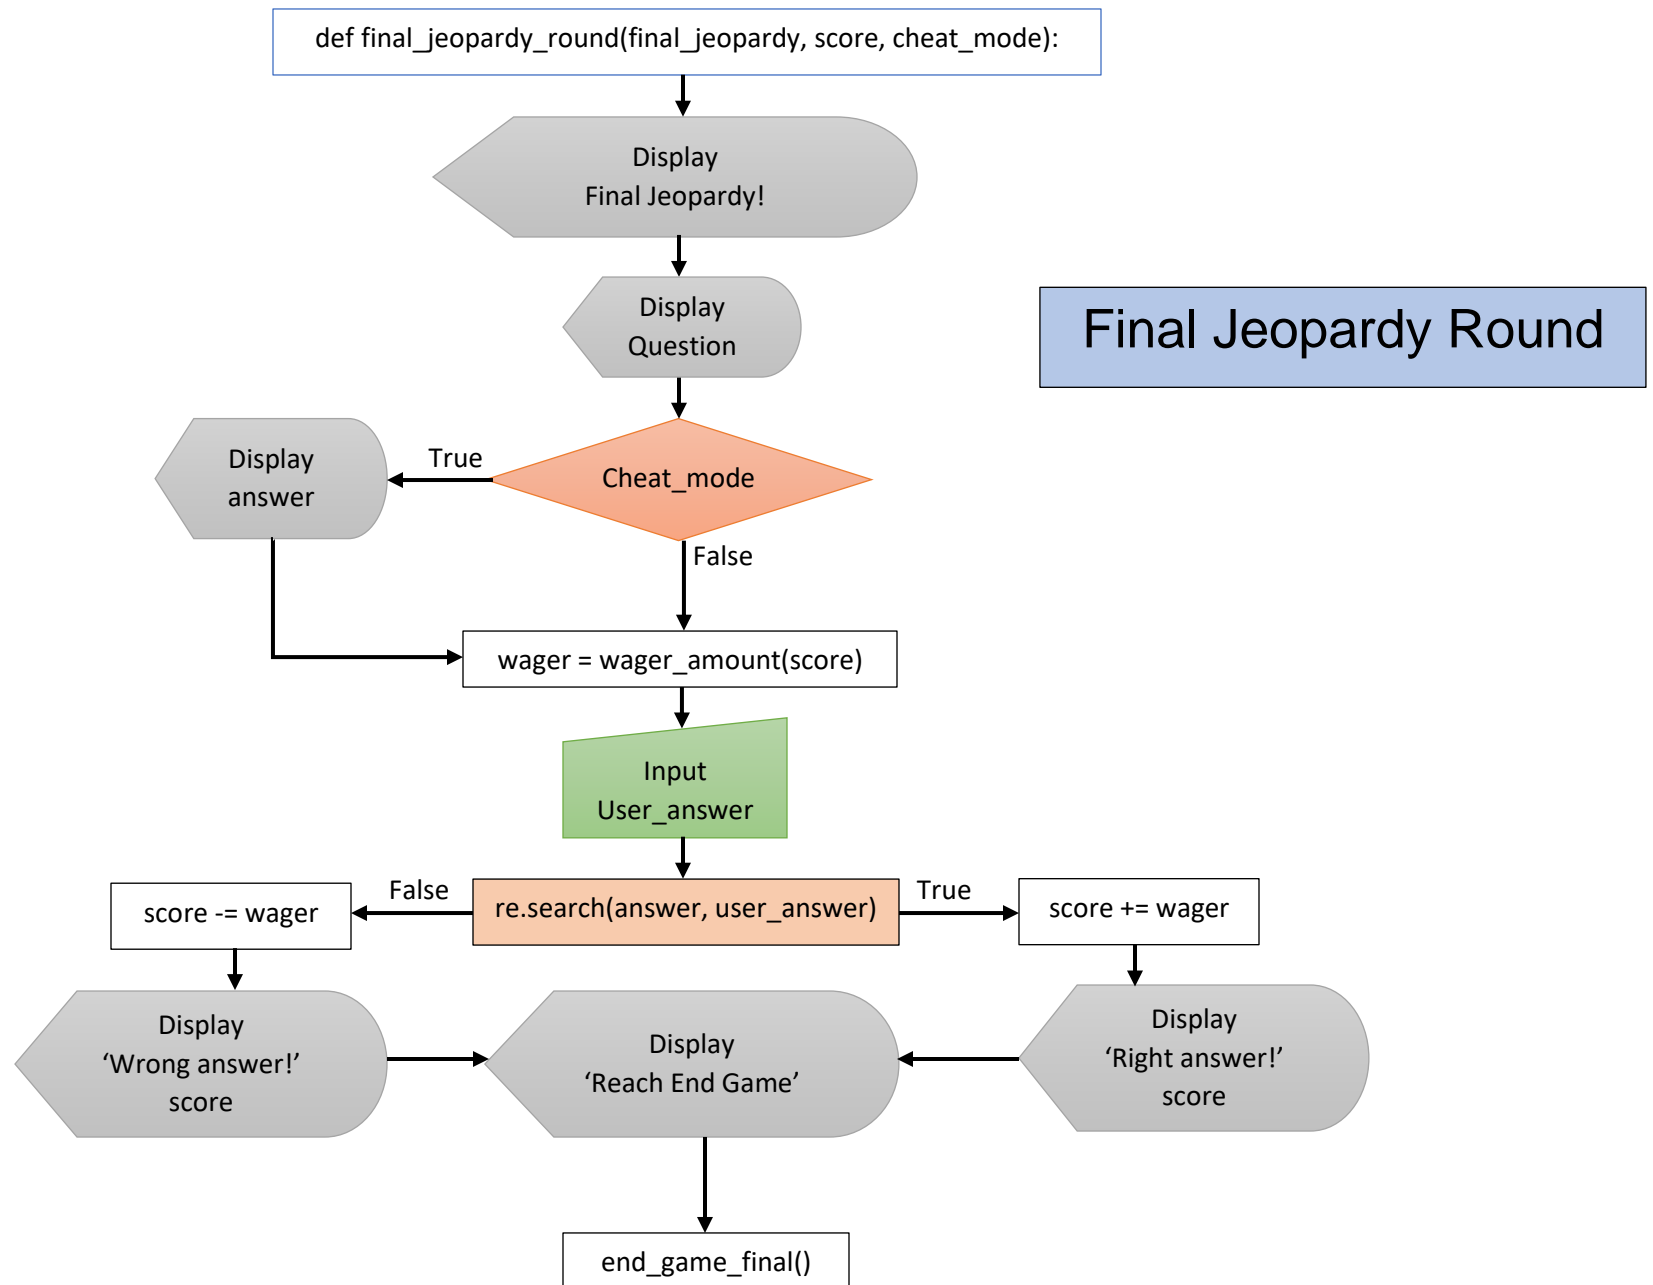 def final_jeopardy_round(final_jeopardy, score, cheat_mode):
Display
Final Jeopardy!
Display
Question
Final Jeopardy Round
Display
answer
True
Cheat_mode
False
wager = wager_amount(score)
Input
User_answer
score -= wager
False
re.search(answer, user_answer)
True
score += wager
Display
‘Wrong answer!’
score
Display
‘Reach End Game’
Display
‘Right answer!’
score
end_game_final()